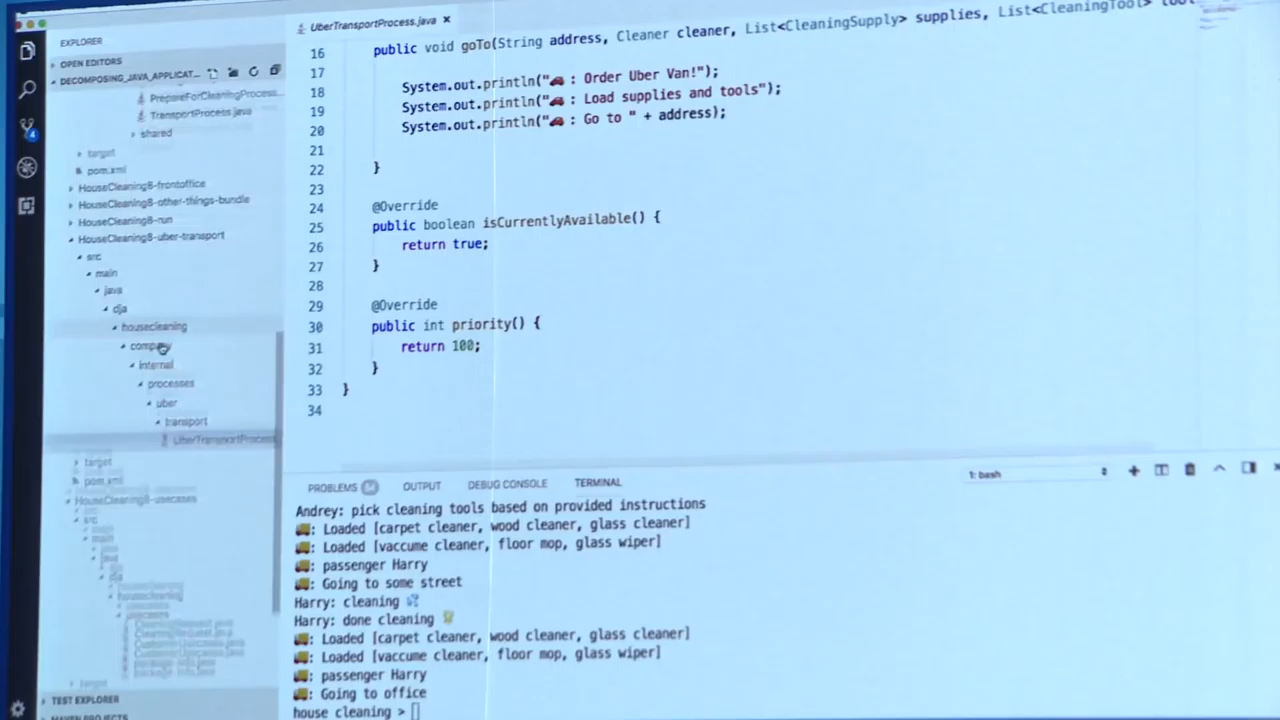 UberTransportProcess.java ×
EXPLORER
OPEN EDITORS
DECOMPOSING_JAVA_APPLICAT...
PrepareForCleaningProcess...
TransportProcess.java
shared
target
pom.xml
HouseCleaning8-frontoffice
HouseCleaning8-other-things-bundle
HouseCleaning8-run
HouseCleaning8-uber-transport
src
main
java
dja
housecleaning
company
internal
processes
uber
transport
UberTransportProcess
target
pom.xml
HouseCleaning8-usecases
src
main
java
dja
housecleaning
usecases
target
TEST EXPLORER
MAVEN PROJECTS
4
16 public void goTo(String address, Cleaner cleaner, List<CleaningSupply> supplies, List<CleaningTool>
17
18 System.out.println("🚗 : Order Uber Van!");
19 System.out.println("🚗 : Load supplies and tools");
20 System.out.println("🚗 : Go to " + address);
21
22 }
23
24 @Override
25 public boolean isCurrentlyAvailable() {
26 return true;
27 }
28
29 @Override
30 public int priority() {
31 return 100;
32 }
33 }
34
PROBLEMS OUTPUT DEBUG CONSOLE TERMINAL 1: bash
Andrey: pick cleaning tools based on provided instructions
🚚: Loaded [carpet cleaner, wood cleaner, glass cleaner]
🚚: Loaded [vaccume cleaner, floor mop, glass wiper]
🚚: passenger Harry
🚚: Going to some street
Harry: cleaning 💦
Harry: done cleaning
🚚: Loaded [carpet cleaner, wood cleaner, glass cleaner]
🚚: Loaded [vaccume cleaner, floor mop, glass wiper]
🚚: passenger Harry
🚚: Going to office
house cleaning >